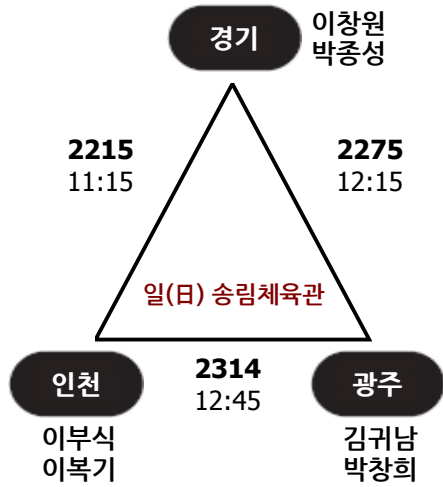 경기
이창원
박종성
2215
11:15
2275
12:15
일(日) 송림체육관
인천
이부식
이복기
2314
12:45
광주
김귀남
박창희